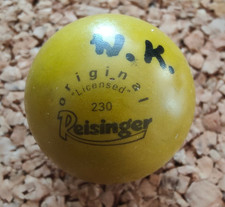 W.K.
original
"Licensed"
230
Reisinger